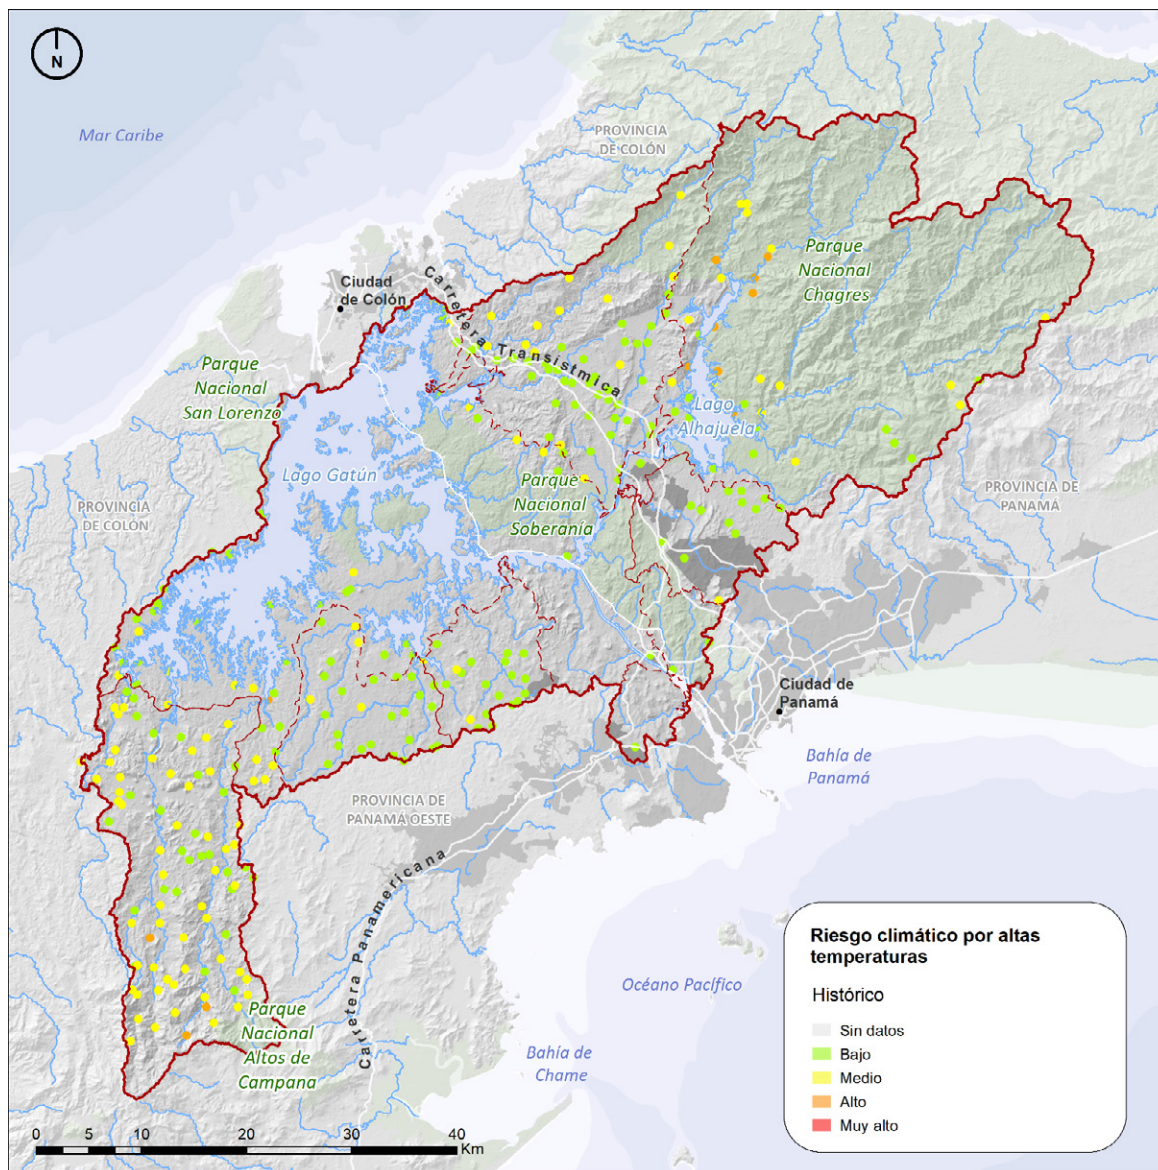 N
Mar Caribe
PROVINCIA
DE COLÓN
Parque
Nacional
Chagres
Ciudad
de Colón
Carretera Transístmica
Parque
Nacional
San Lorenzo
Lago
Alhajuela
Lago Gatún
PROVINCIA
DE COLÓN
Parque
Nacional
Soberanía
PROVINCIA DE
PANAMÁ
Ciudad de
Panamá
Bahía de
Panamá
PROVINCIA DE
PANAMÁ OESTE
Carretera Panamericana
Océano Pacífico
Parque
Nacional
Altos de
Campana
Bahía de
Chame
Riesgo climático por altas
temperaturas
Histórico
Sin datos
Bajo
Medio
Alto
Muy alto
0 5 10 20 30 40
Km